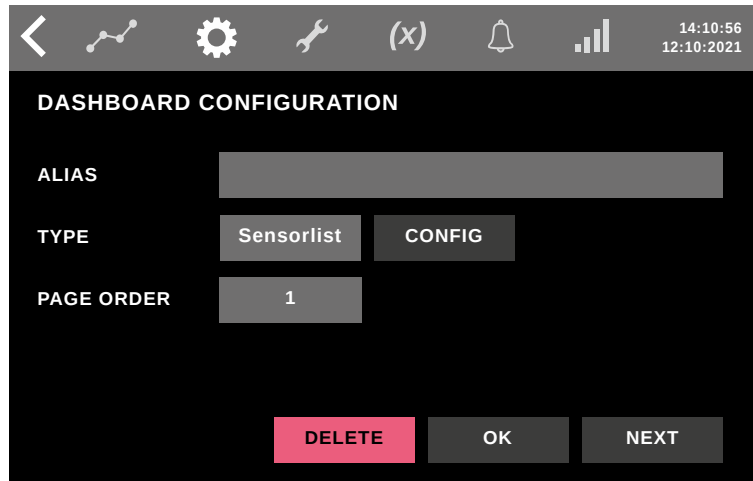 (x)
14:10:56
12:10:2021
DASHBOARD CONFIGURATION
ALIAS
TYPE Sensorlist CONFIG
PAGE ORDER 1
DELETE OK NEXT